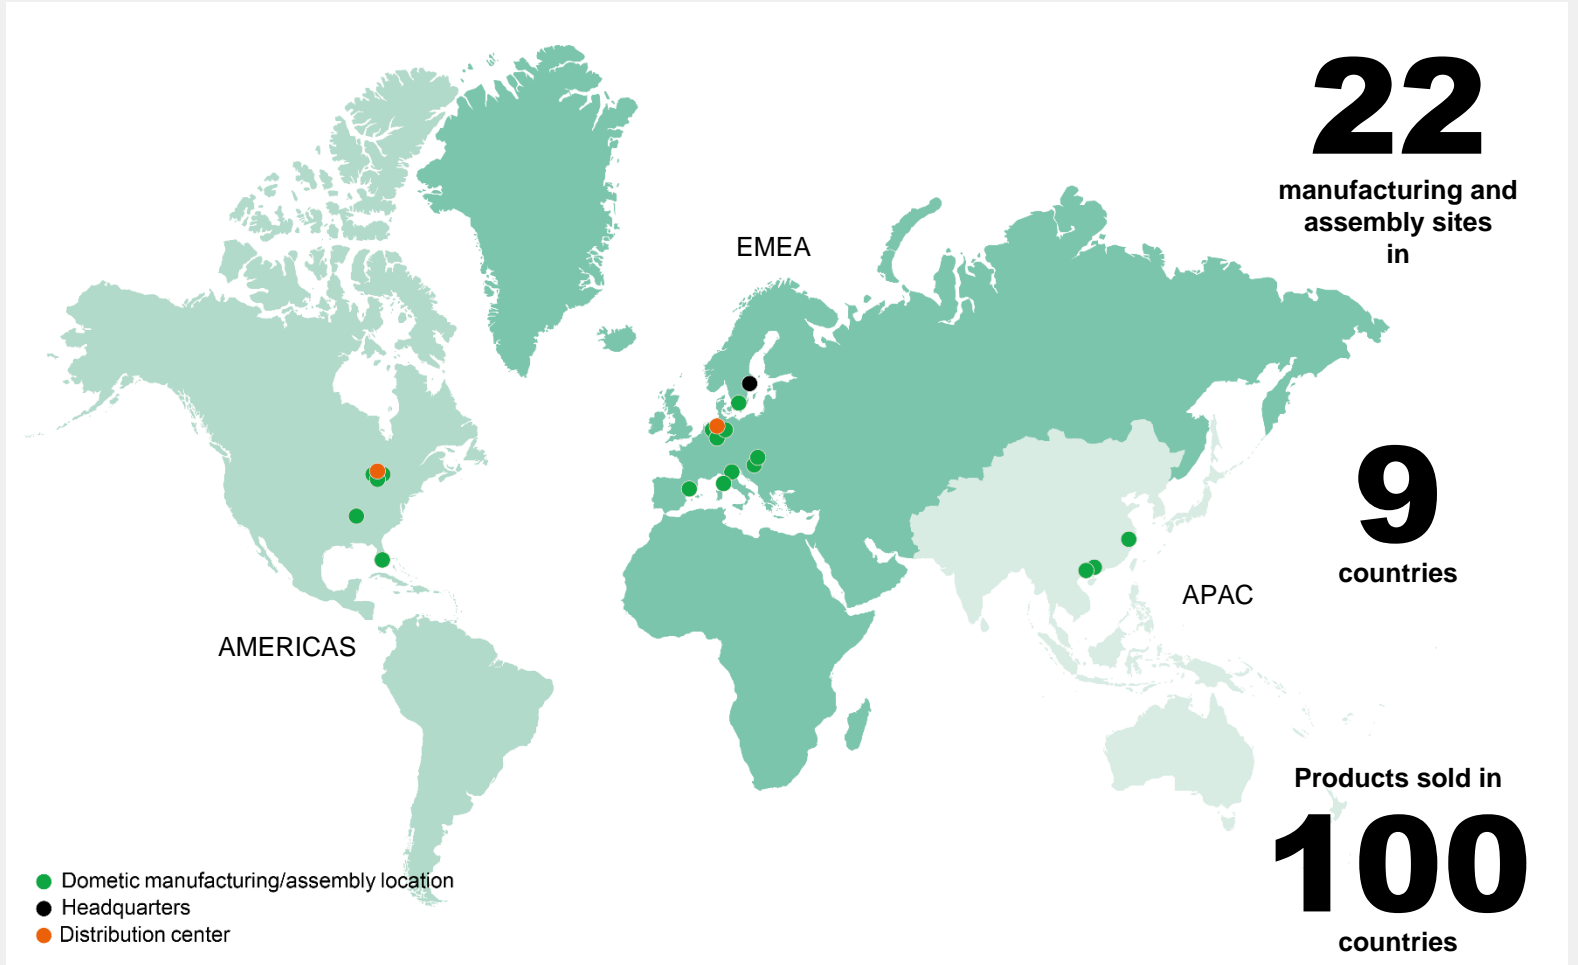 22
manufacturing and
assembly sites
in
EMEA
9
countries
APAC
AMERICAS
Products sold in
100
countries
Dometic manufacturing/assembly location
Headquarters
Distribution center